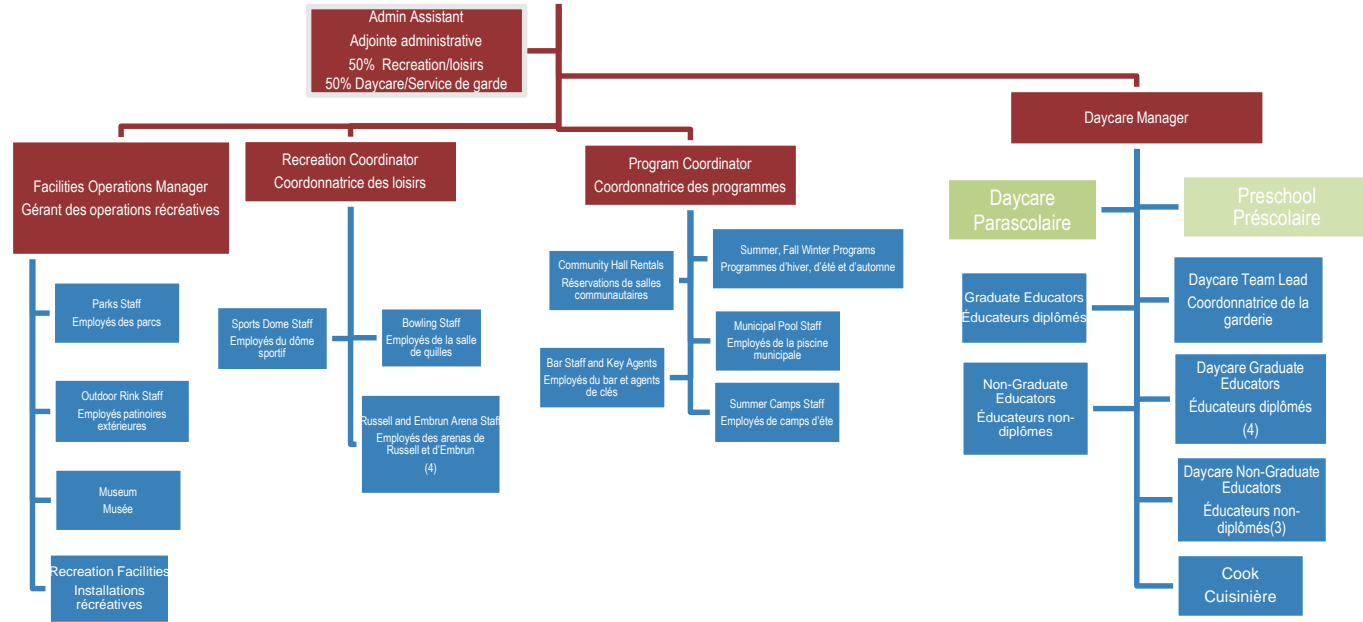 Admin Assistant
Adjointe administrative
50% Recreation/loisirs
50% Daycare/Service de garde
Daycare Manager
Facilities Operations Manager
Gérant des operations récréatives
Recreation Coordinator
Coordonnatrice des loisirs
Program Coordinator
Coordonnatrice des programmes
Daycare
Parascolaire
Preschool
Préscolaire
Parks Staff
Employés des parcs
Outdoor Rink Staff
Employés patinoires
extérieures
Museum
Musée
Recreation Facilities
Installations
récréatives
Sports Dome Staff
Employés du dôme
sportif
Bowling Staff
Employés de la salle
de quilles
Russell and Embrun Arena Staff
Employés des arenas de
Russell et d'Embrun
(4)
Community Hall Rentals
Réservations de salles
communautaires
Summer, Fall Winter Programs
Programmes d'hiver, d'été et d'automne
Bar Staff and Key Agents
Employés du bar et agents
de clés
Municipal Pool Staff
Employés de la piscine
municipale
Summer Camps Staff
Employés de camps d'éte
Graduate Educators
Éducateurs diplômés
Non-Graduate
Educators
Éducateurs non-
diplômes
Daycare Team Lead
Coordonnatrice de la
garderie
Daycare Graduate
Educators
Éducateurs diplômés
(4)
Daycare Non-Graduate
Educators
Éducateurs non-
diplômés(3)
Cook
Cuisinière